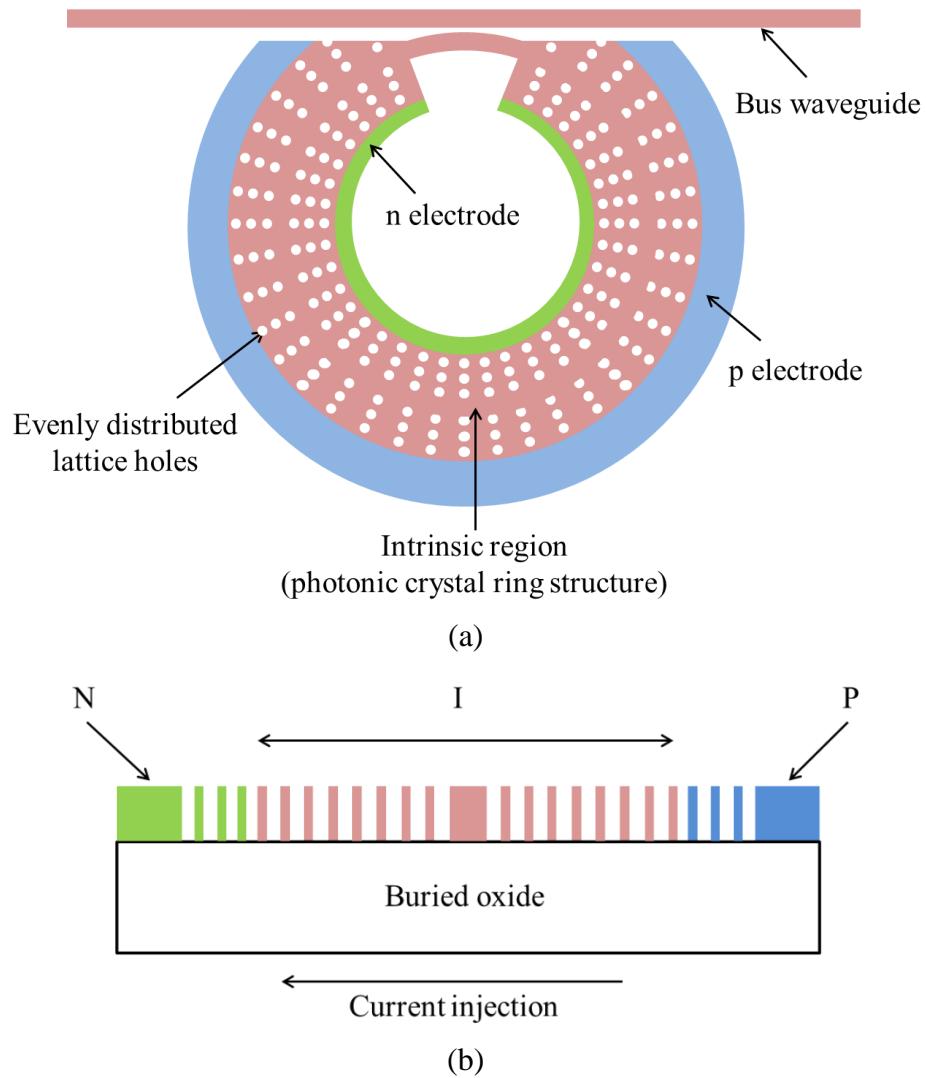 Bus waveguide
n electrode
p electrode
Evenly distributed
lattice holes
Intrinsic region
(photonic crystal ring structure)
(a)
N
I
P
Buried oxide
Current injection
(b)